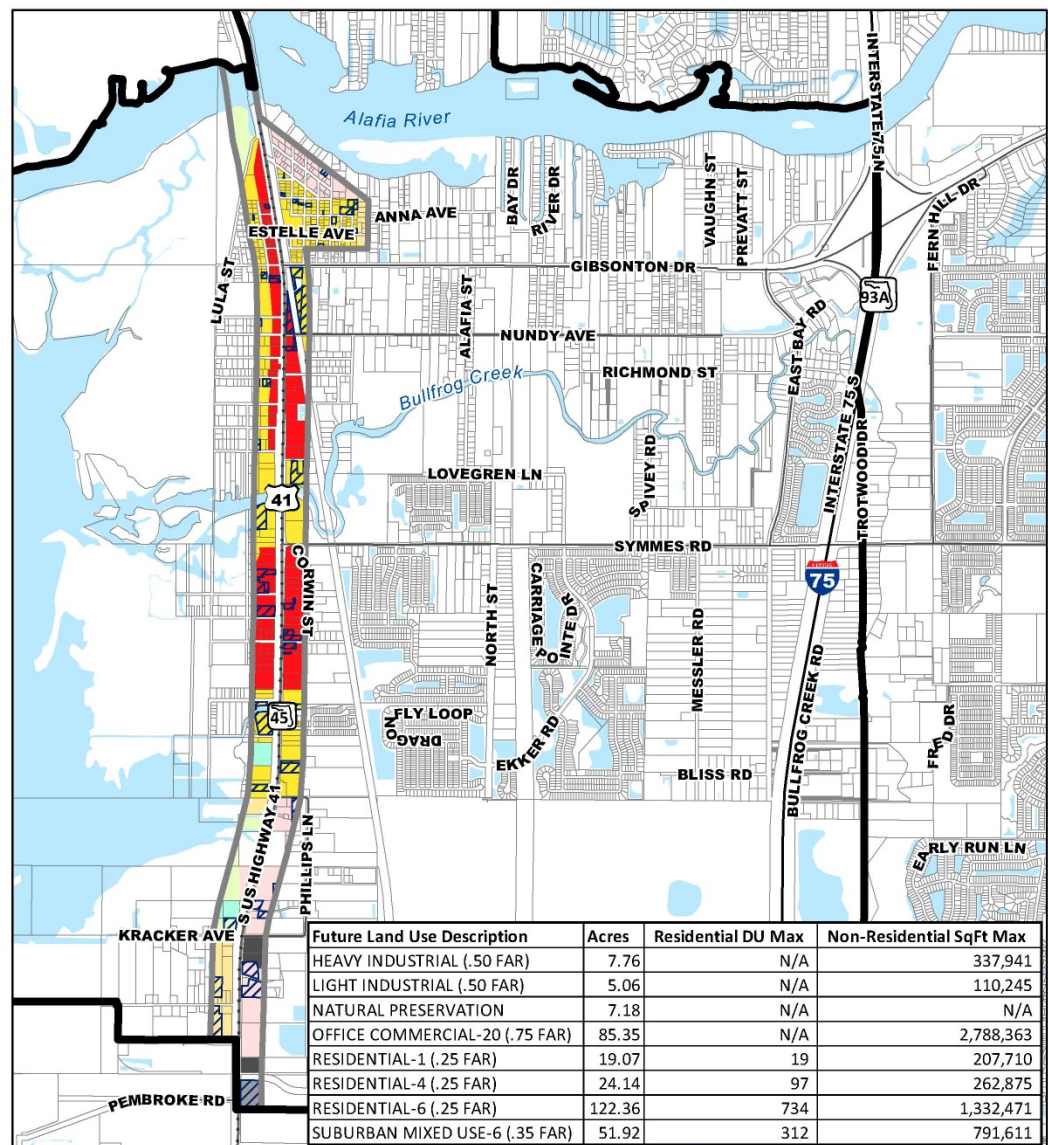 INTERSTATE 75 N
Alafia River
BAY DR
RIVER DR
VAUGHN ST
PREVATT ST
FERN HILL DR
ANNA AVE
ESTELLE AVE
GIBSONTON DR
LULA ST
93A
ALAFIA ST
NUNDY AVE
EAST BAY RD
RICHMOND ST
Bullfrog Creek
INTERSTATE 75 S
TROTWOOD DR
LOVEGREN LN
SPIVEY RD
41
SYMMES RD
CORWIN ST
INTERSTATE
75
CARRIAGE POINTE DR
NORTH ST
MESSLER RD
BULLFROG CREEK RD
45
FLY LOOP
DRAGON
EKKER RD
FRED DR
BLISS RD
S US HIGHWAY 41
PHILLIPS LN
EARLY RUN LN
KRACKER AVE
PEMBROKE RD
Future Land Use Description Acres Residential DU Max Non-Residential SqFt Max
HEAVY INDUSTRIAL (.50 FAR) 7.76 N/A 337,941
LIGHT INDUSTRIAL (.50 FAR) 5.06 N/A 110,245
NATURAL PRESERVATION 7.18 N/A N/A
OFFICE COMMERCIAL-20 (.75 FAR) 85.35 N/A 2,788,363
RESIDENTIAL-1 (.25 FAR) 19.07 19 207,710
RESIDENTIAL-4 (.25 FAR) 24.14 97 262,875
RESIDENTIAL-6 (.25 FAR) 122.36 734 1,332,471
SUBURBAN MIXED USE-6 (.35 FAR) 51.92 312 791,611